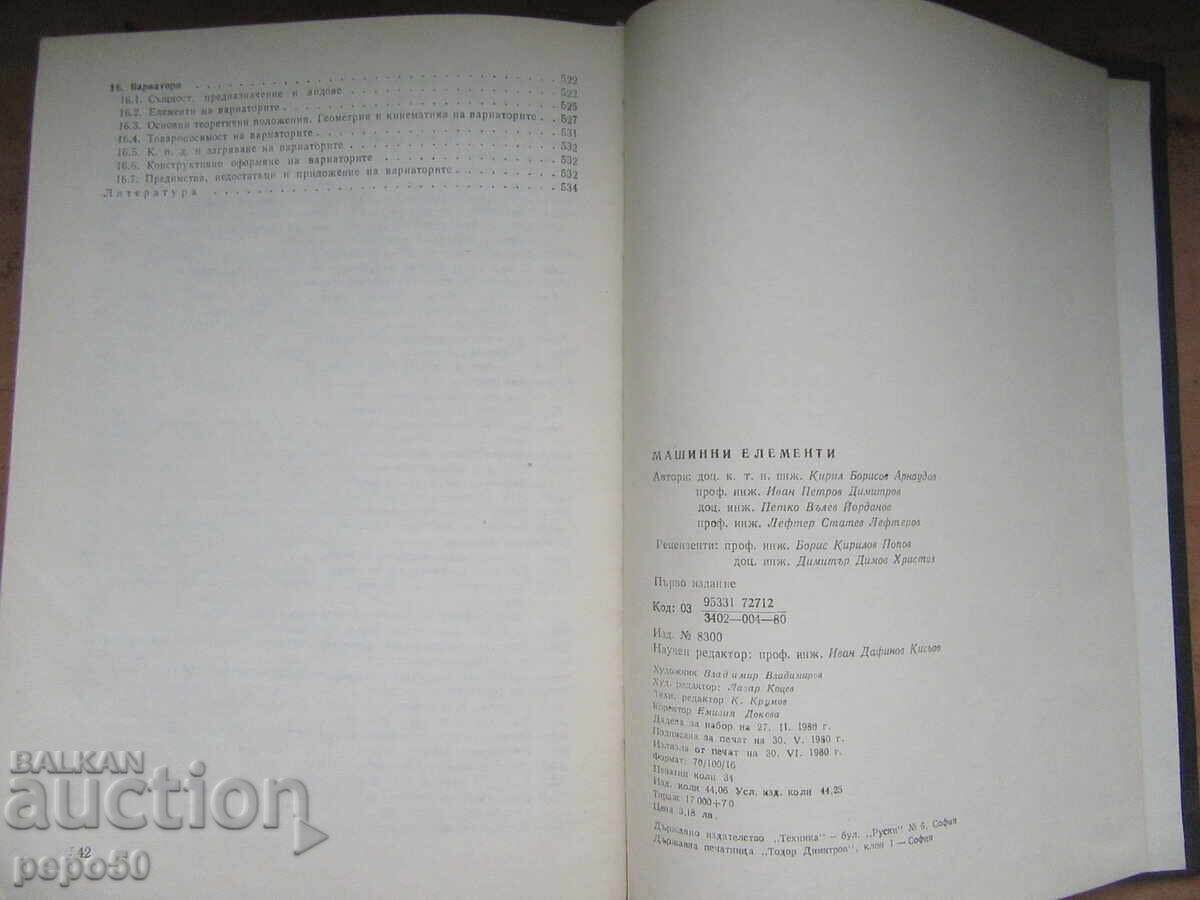 16. Вариатори . . . . . . . . . . . . . . . . . . . . . . . . 522
16.1. Същност, предназначение и видове . . . . . . . . . . . . . . . 522
16.2. Елементи на вариаторите . . . . . . . . . . . . . . . . . . . 525
16.3. Основни теоретични положения. Геометрия и кинематика на вариаторите . . 527
16.4. Товароносимост на вариаторите . . . . . . . . . . . . . . . . 531
16.5. К. п. д. и загряване на вариаторите . . . . . . . . . . . . . . 532
16.6. Конструктивно оформяне на вариаторите . . . . . . . . . . . . 532
16.7. Предимства, недостатъци и приложение на вариаторите . . . . . . . 532
Литература . . . . . . . . . . . . . . . . . . . . . . . . . 534
542
МАШИННИ ЕЛЕМЕНТИ
Автори: доц. к. т. н. инж. Кирил Борисов Арнаудов
проф. инж. Иван Петров Димитров
доц. инж. Петко Вълев Йорданов
проф. инж. Лефтер Статев Лефтеров
Рецензенти: проф. инж. Борис Кирилов Попов
доц. инж. Димитър Димов Христов
Първо издание
Код: 03 95331 72712
3402—004—80
Изд. № 8300
Научен редактор: проф. инж. Иван Дафинов Кисьов
Художник Владимир Владимиров
Худ. редактор: Лазар Коцев
Техн. редактор К. Крумов
Коректор Емилия Докова
Дадена за набор на 27. II. 1980 г.
Подписана за печат на 30. V. 1980 г.
Излязла от печат на 30. VI. 1980 г.
Формат: 70/100/16
Печатни коли 34
Изд. коли 44,06 Усл. изд. коли 44,25
Тираж 17 000+70
Цена 3,18 лв.
Държавно издателство „Техника“ — бул. „Руски“ № 6, София
Държавна печатница „Тодор Димитров“, клон 1 — София
BALKAN
auction
pepo50